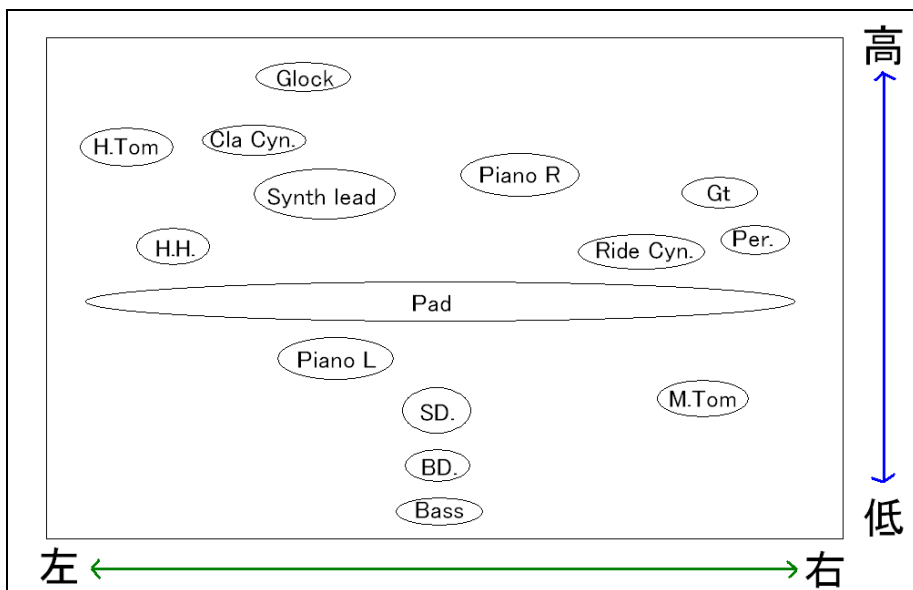 高
Glock
H.Tom
Cla Cyn.
Piano R
Synth lead
Gt
H.H.
Ride Cyn.
Per.
Pad
Piano L
SD.
M.Tom
BD.
Bass
低
左
右